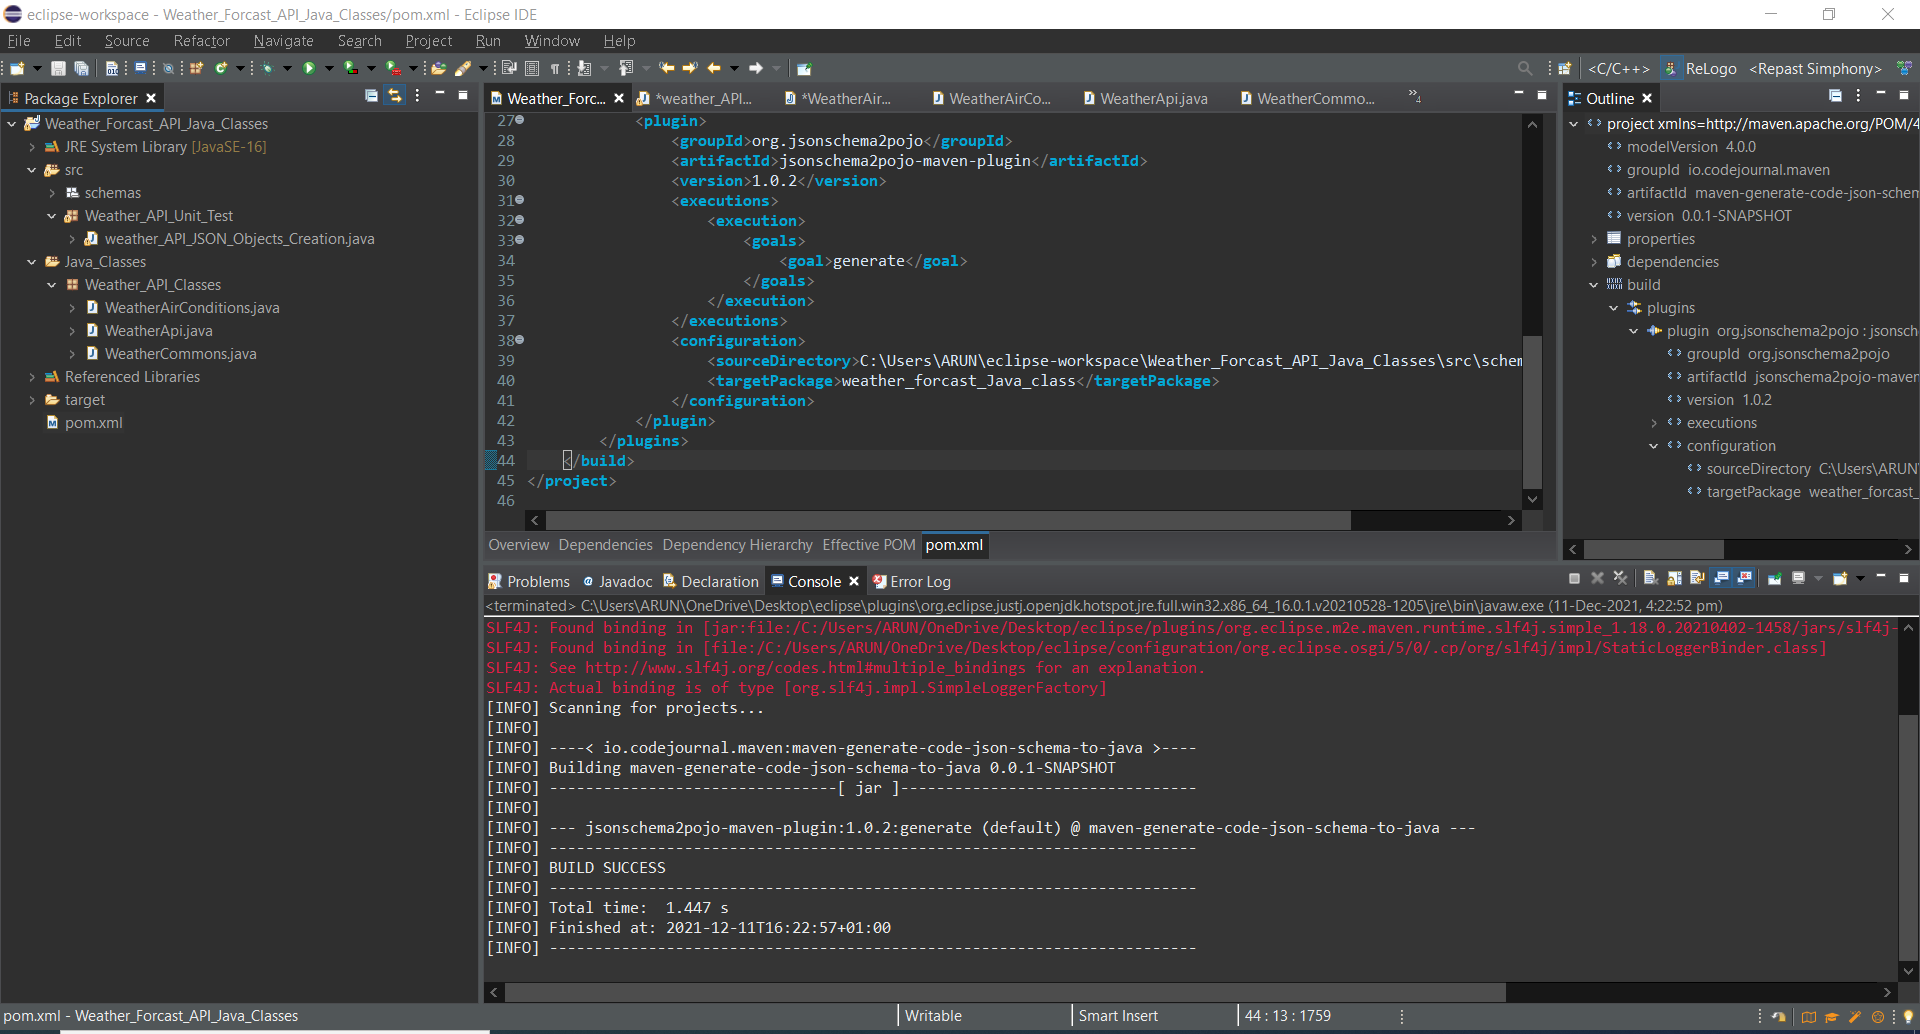 eclipse-workspace - Weather_Forcast_API_Java_Classes/pom.xml - Eclipse IDE
File Edit Source Refactor Navigate Search Project Run Window Help
<C/C++> ReLogo <Repast Simphony>
Package Explorer
Weather_Forcast_API_Java_Classes
JRE System Library [JavaSE-16]
src
schemas
Weather_API_Unit_Test
weather_API_JSON_Objects_Creation.java
Java_Classes
Weather_API_Classes
WeatherAirConditions.java
WeatherApi.java
WeatherCommons.java
Referenced Libraries
target
pom.xml
Weather_Forc... *weather_API... *WeatherAir... WeatherAirCo... WeatherApi.java WeatherCommo... »4
27 <plugin>
28 <groupId>org.jsonschema2pojo</groupId>
29 <artifactId>jsonschema2pojo-maven-plugin</artifactId>
30 <version>1.0.2</version>
31 <executions>
32 <execution>
33 <goals>
34 <goal>generate</goal>
35 </goals>
36 </execution>
37 </executions>
38 <configuration>
39 <sourceDirectory>C:\Users\ARUN\eclipse-workspace\Weather_Forcast_API_Java_Classes\src\schem
40 <targetPackage>weather_forcast_Java_class</targetPackage>
41 </configuration>
42 </plugin>
43 </plugins>
44 </build>
45 </project>
46
Overview Dependencies Dependency Hierarchy Effective POM pom.xml
Outline
project xmlns=http://maven.apache.org/POM/4
modelVersion 4.0.0
groupId io.codejournal.maven
artifactId maven-generate-code-json-schem
version 0.0.1-SNAPSHOT
properties
dependencies
build
plugins
plugin org.jsonschema2pojo : jsonsch
groupId org.jsonschema2pojo
artifactId jsonschema2pojo-maven
version 1.0.2
executions
configuration
sourceDirectory C:\Users\ARUN
targetPackage weather_forcast_
Problems Javadoc Declaration Console Error Log
<terminated> C:\Users\ARUN\OneDrive\Desktop\eclipse\plugins\org.eclipse.justj.openjdk.hotspot.jre.full.win32.x86_64_16.0.1.v20210528-1205\jre\bin\javaw.exe (11-Dec-2021, 4:22:52 pm)
SLF4J: Found binding in [jar:file:/C:/Users/ARUN/OneDrive/Desktop/eclipse/plugins/org.eclipse.m2e.maven.runtime.slf4j.simple_1.18.0.20210402-1458/jars/slf4j-
SLF4J: Found binding in [file:/C:/Users/ARUN/OneDrive/Desktop/eclipse/configuration/org.eclipse.osgi/5/0/.cp/org/slf4j/impl/StaticLoggerBinder.class]
SLF4J: See http://www.slf4j.org/codes.html#multiple_bindings for an explanation.
SLF4J: Actual binding is of type [org.slf4j.impl.SimpleLoggerFactory]
[INFO] Scanning for projects...
[INFO]
[INFO] ----< io.codejournal.maven:maven-generate-code-json-schema-to-java >----
[INFO] Building maven-generate-code-json-schema-to-java 0.0.1-SNAPSHOT
[INFO] --------------------------------[ jar ]---------------------------------
[INFO]
[INFO] --- jsonschema2pojo-maven-plugin:1.0.2:generate (default) @ maven-generate-code-json-schema-to-java ---
[INFO] ------------------------------------------------------------------------
[INFO] BUILD SUCCESS
[INFO] ------------------------------------------------------------------------
[INFO] Total time:  1.447 s
[INFO] Finished at: 2021-12-11T16:22:57+01:00
[INFO] ------------------------------------------------------------------------
pom.xml - Weather_Forcast_API_Java_Classes Writable Smart Insert 44 : 13 : 1759